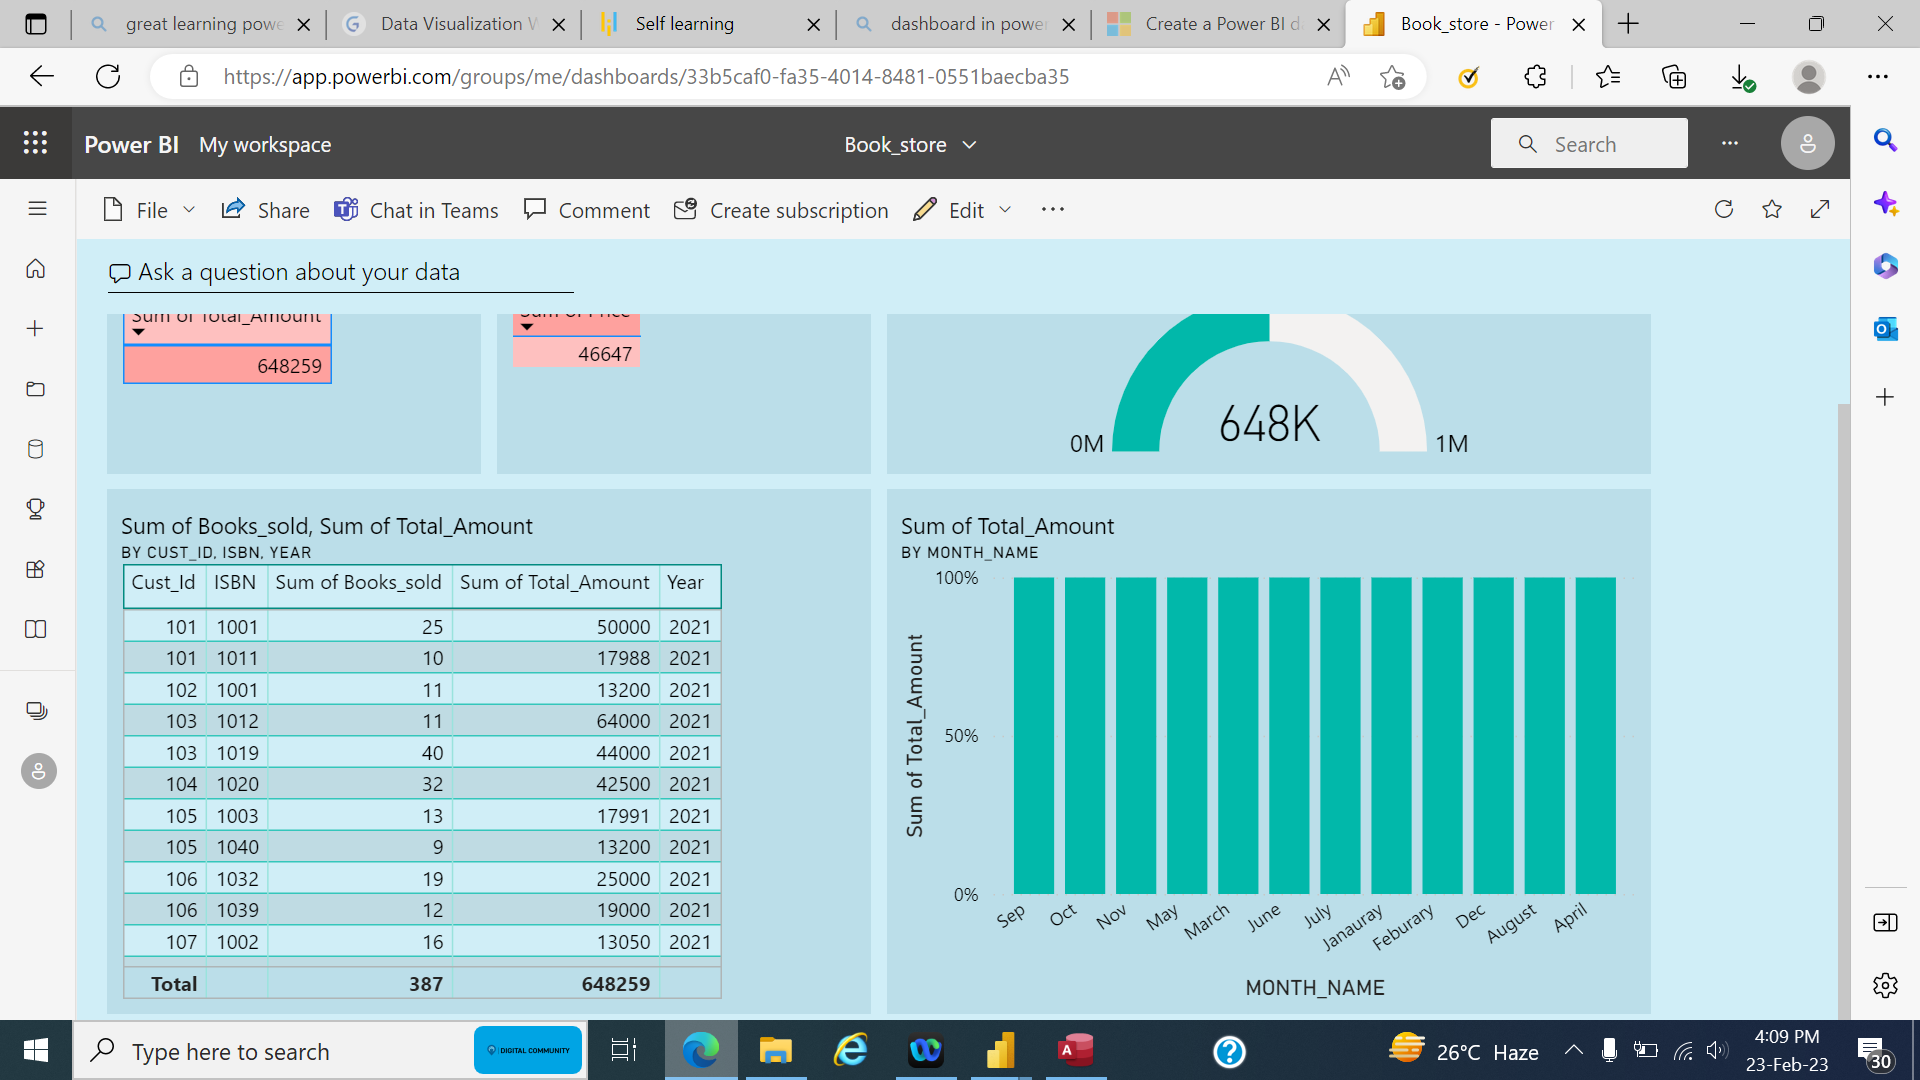 great learning powe
Data Visualization W
Self learning
dashboard in power
Create a Power BI d
Book_store - Power
https://app.powerbi.com/groups/me/dashboards/33b5caf0-fa35-4014-8481-0551baecba35
Power BI My workspace
Book_store
Search
File
Share
Chat in Teams
Comment
Create subscription
Edit
Ask a question about your data
Sum of Total_Amount
648259
Sum of Price
46647
648K
0M
1M
Sum of Books_sold, Sum of Total_Amount
BY CUST_ID, ISBN, YEAR
Cust_Id ISBN Sum of Books_sold Sum of Total_Amount Year
101 1001 25 50000 2021
101 1011 10 17988 2021
102 1001 11 13200 2021
103 1012 11 64000 2021
103 1019 40 44000 2021
104 1020 32 42500 2021
105 1003 13 17991 2021
105 1040 9 13200 2021
106 1032 19 25000 2021
106 1039 12 19000 2021
107 1002 16 13050 2021
Total 387 648259
Sum of Total_Amount
BY MONTH_NAME
100%
50%
0%
Sum of Total_Amount
Sep Oct Nov May March June July Janauray Feburary Dec August April
MONTH_NAME
Type here to search
DIGITAL COMMUNITY
26°C Haze
4:09 PM
23-Feb-23
30